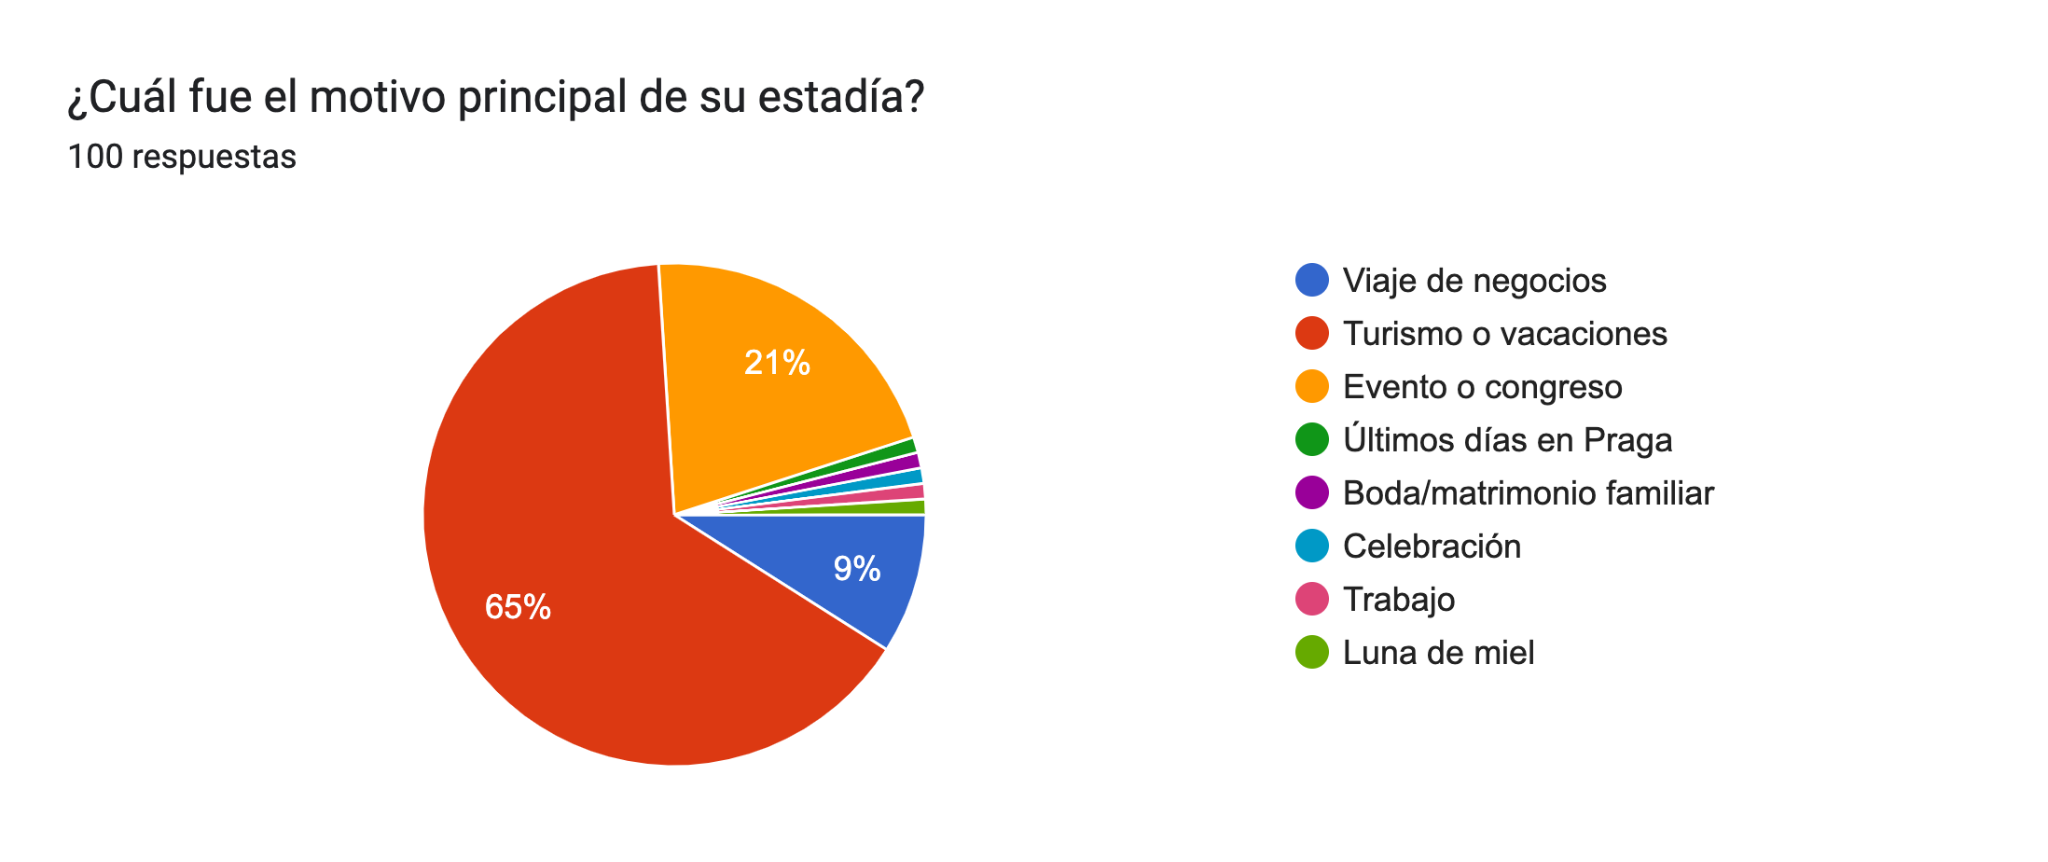 ¿Cuál fue el motivo principal de su estadía?
100 respuestas
21%
9%
65%
Viaje de negocios
Turismo o vacaciones
Evento o congreso
Últimos días en Praga
Boda/matrimonio familiar
Celebración
Trabajo
Luna de miel